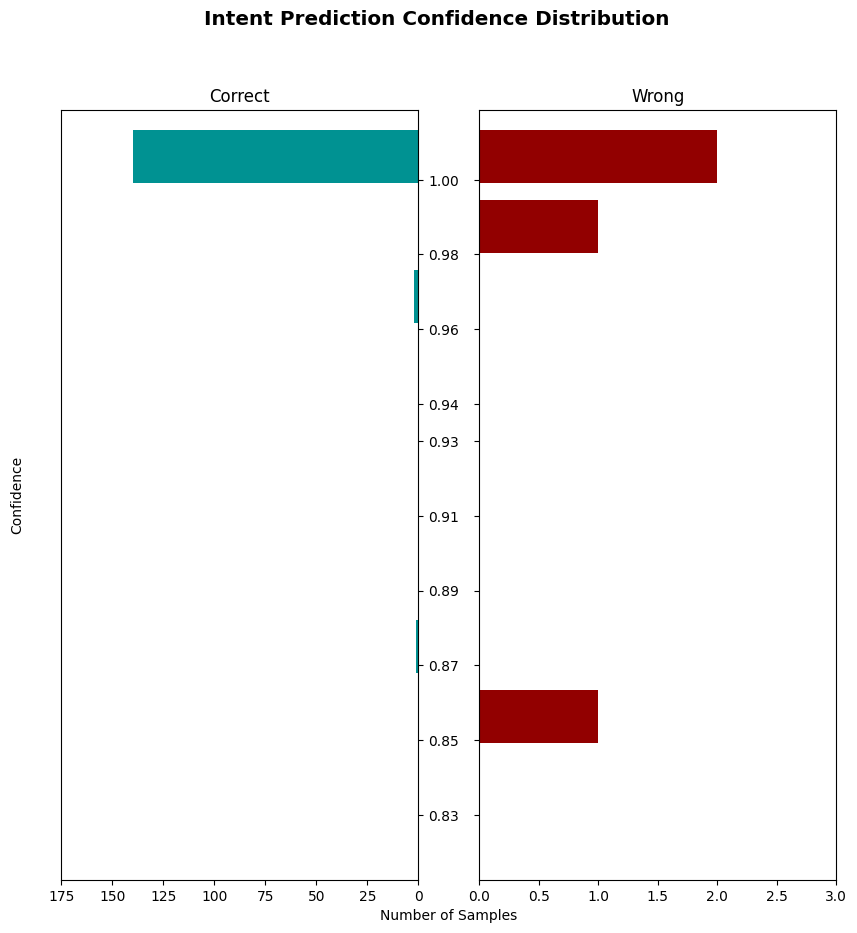 Intent Prediction Confidence Distribution
Correct
Wrong
1.00
0.98
0.96
0.94
0.93
0.91
0.89
0.87
0.85
0.83
Confidence
175 150 125 100 75 50 25 0
0.0 0.5 1.0 1.5 2.0 2.5 3.0
Number of Samples